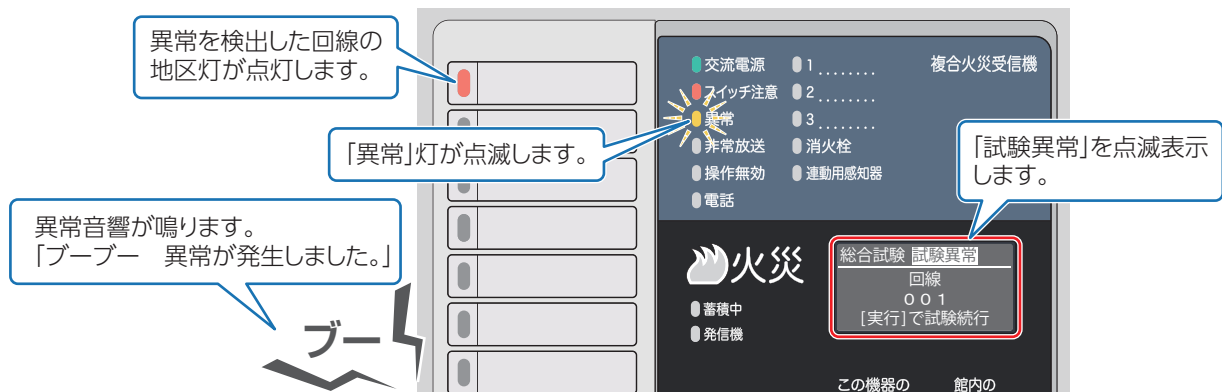 異常を検出した回線の
地区灯が点灯します。
「異常」灯が点滅します。
異常音響が鳴ります。
「ブーブー　異常が発生しました。」
ブー
交流電源
スイッチ注意
異常
非常放送
操作無効
電話
1........
2........
3........
消火栓
連動用感知器
複合火災受信機
「試験異常」を点滅表示
します。
火災
蓄積中
発信機
総合試験 試験異常
回線
００１
[実行]で試験続行
この機器の
館内の